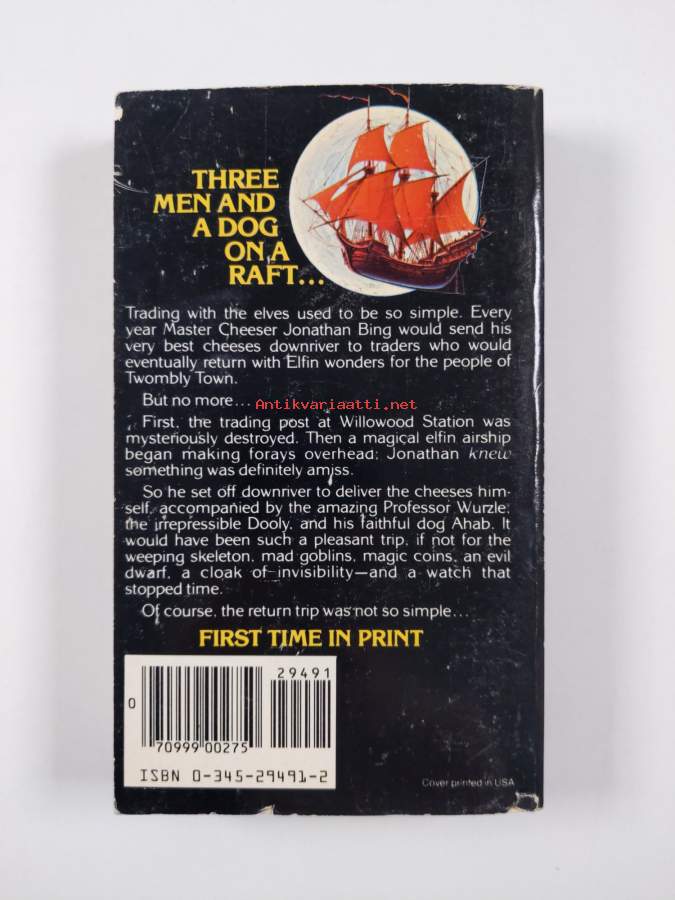 THREE
MEN AND
A DOG
ON A
RAFT...
Trading with the elves used to be so simple. Every
year Master Cheeser Jonathan Bing would send his
very best cheeses downriver to traders who would
eventually return with Elfin wonders for the people of
Twombly Town.
But no more...
Antikvariaatti.net
First, the trading post at Willowood Station was
mysteriously destroyed. Then a magical elfin airship
began making forays overhead: Jonathan knew
something was definitely amiss.
So he set off downriver to deliver the cheeses him-
self, accompanied by the amazing Professor Wurzle,
the irrepressible Dooly, and his faithful dog Ahab. It
would have been such a pleasant trip, if not for the
weeping skeleton, mad goblins, magic coins, an evil
dwarf, a cloak of invisibility—and a watch that
stopped time.
Of course, the return trip was not so simple...
FIRST TIME IN PRINT
29491
0
70999 00275
ISBN 0-345-29491-2
Cover printed in USA